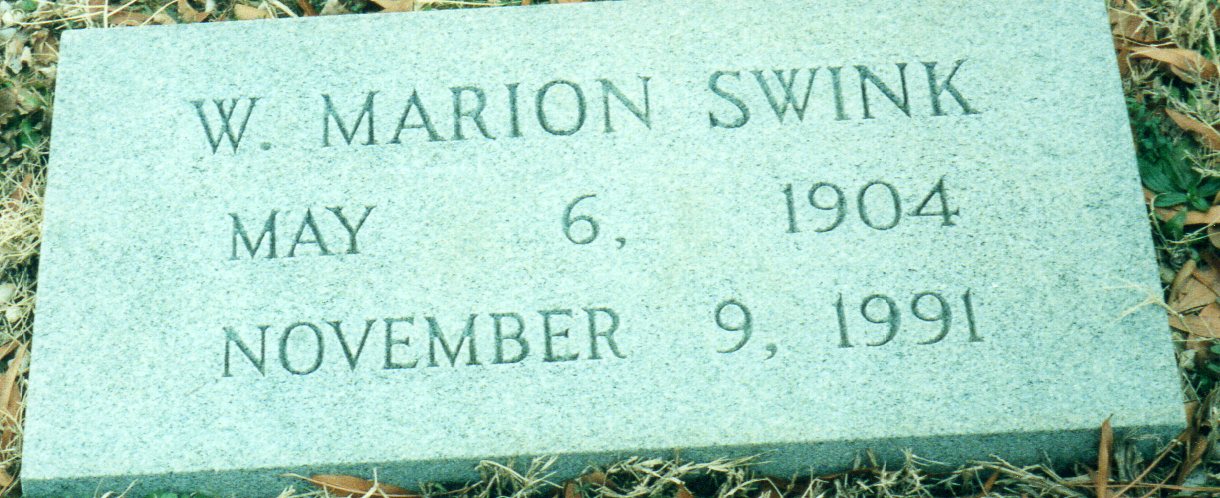 W. MARION SWINK
MAY 6, 1904
NOVEMBER 9, 1991